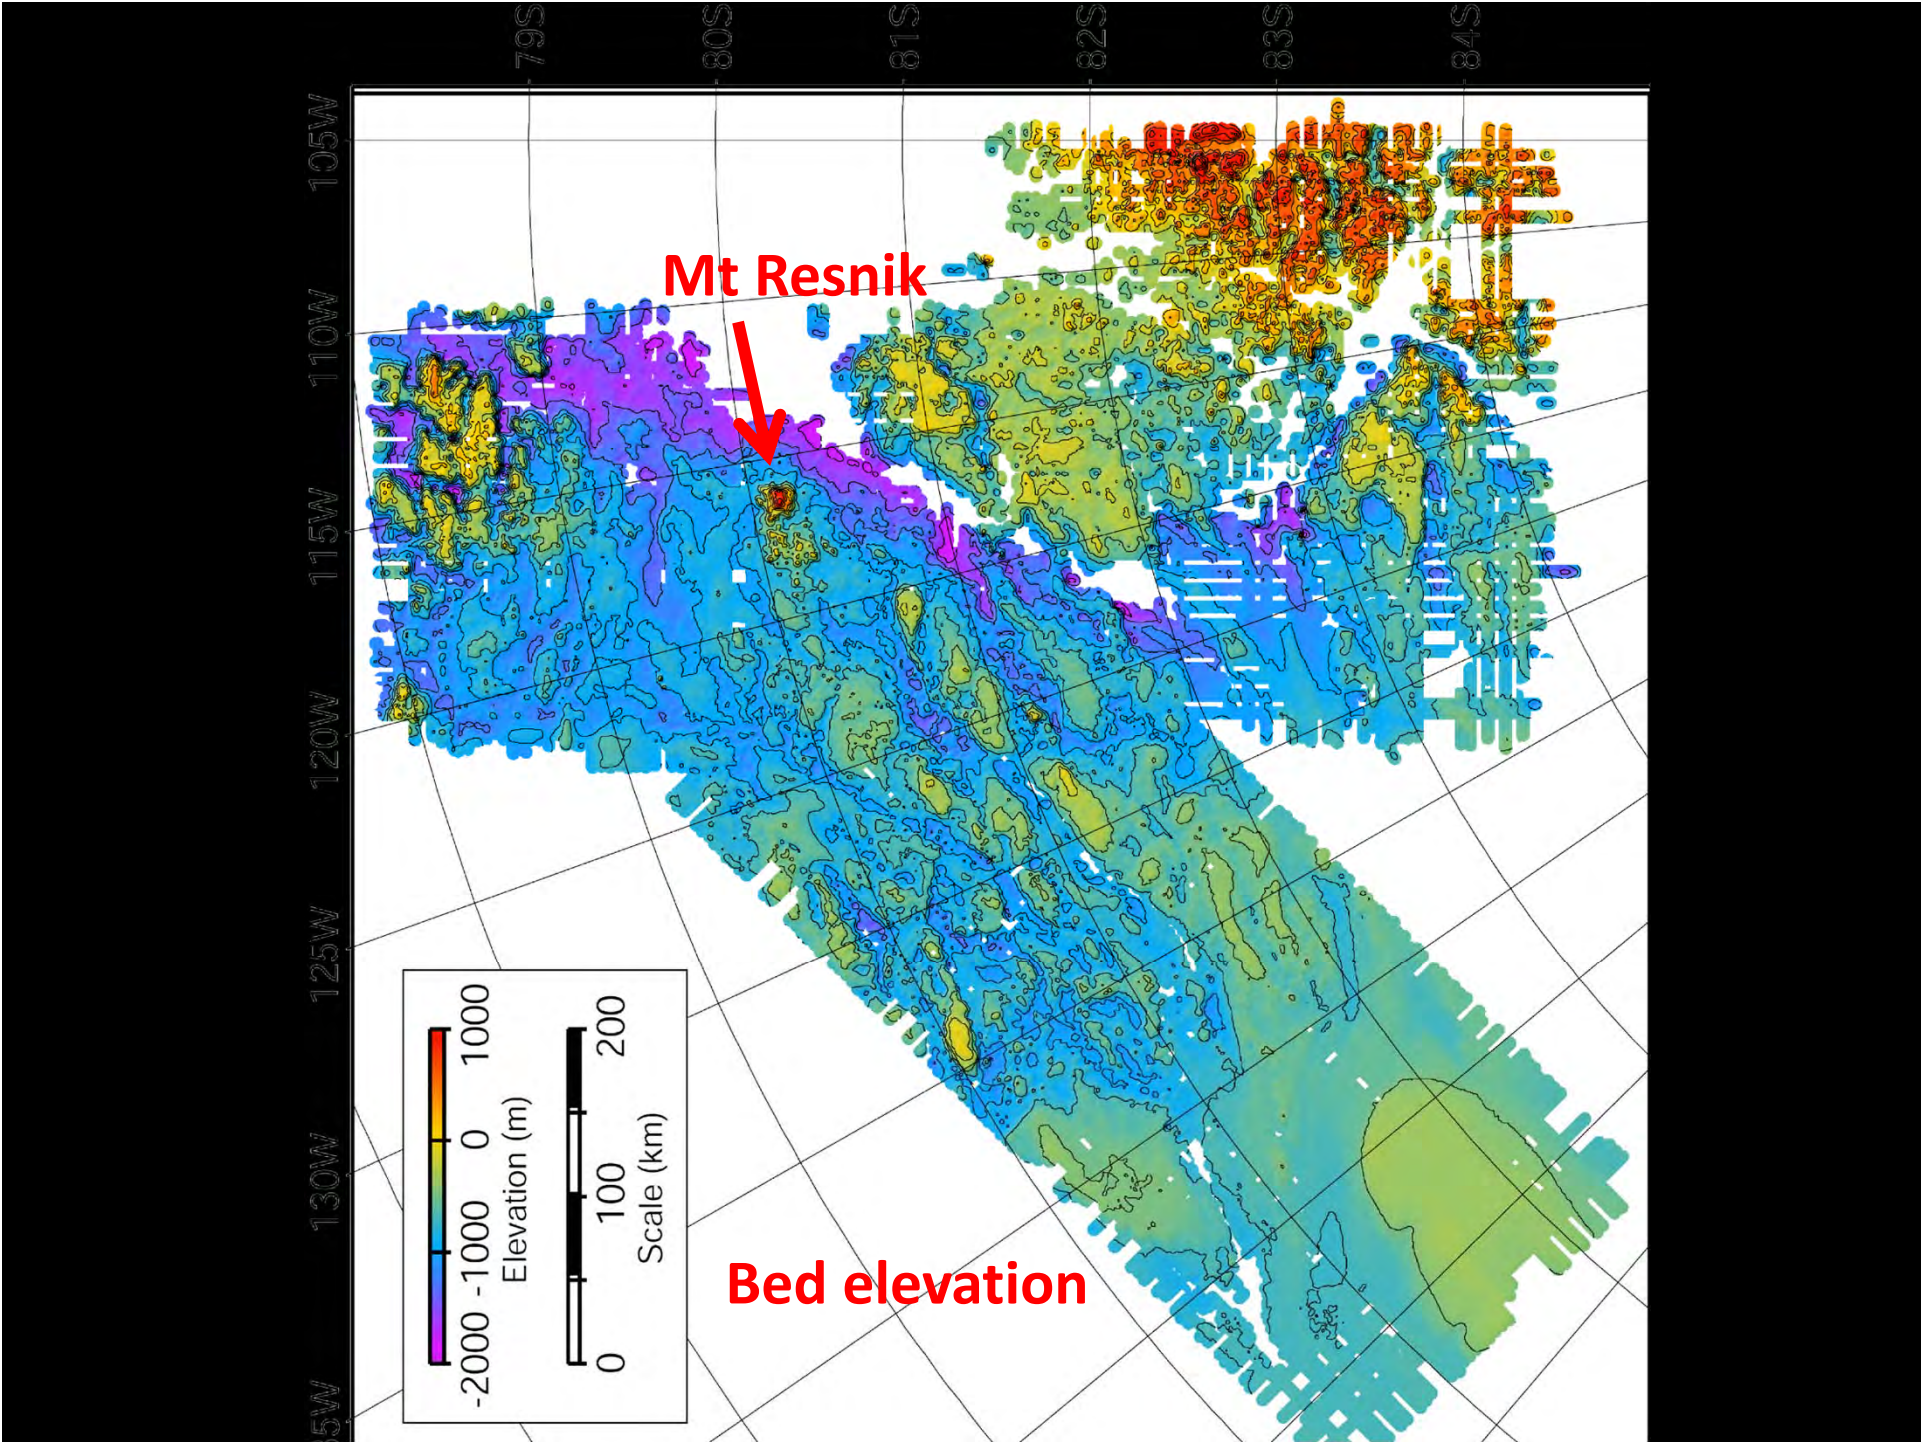 79S
80S
81S
82S
83S
84S
105W
110W
115W
120W
125W
130W
35W
Mt Resnik
1000
0
-1000
-2000
Elevation (m)
200
100
0
Scale (km)
Bed elevation